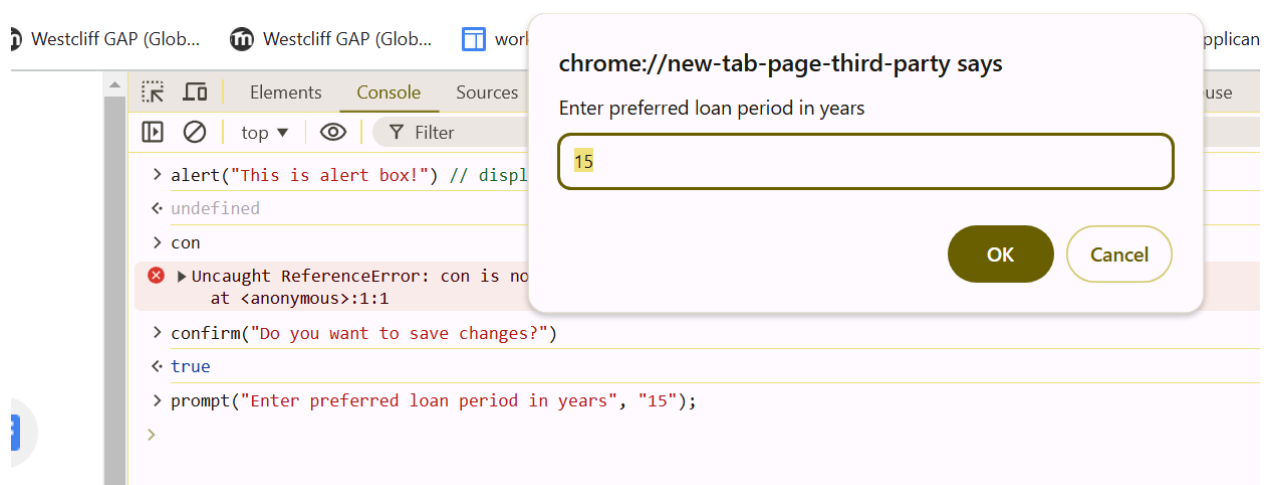 Westcliff GAP (Glob...
Westcliff GAP (Glob...
chrome://new-tab-page-third-party says
Enter preferred loan period in years
15
OK
Cancel
Elements
Console
Sources
top
Filter
alert("This is alert box!") // displ
undefined
con
Uncaught ReferenceError: con is no
at <anonymous>:1:1
confirm("Do you want to save changes?")
true
prompt("Enter preferred loan period in years", "15");